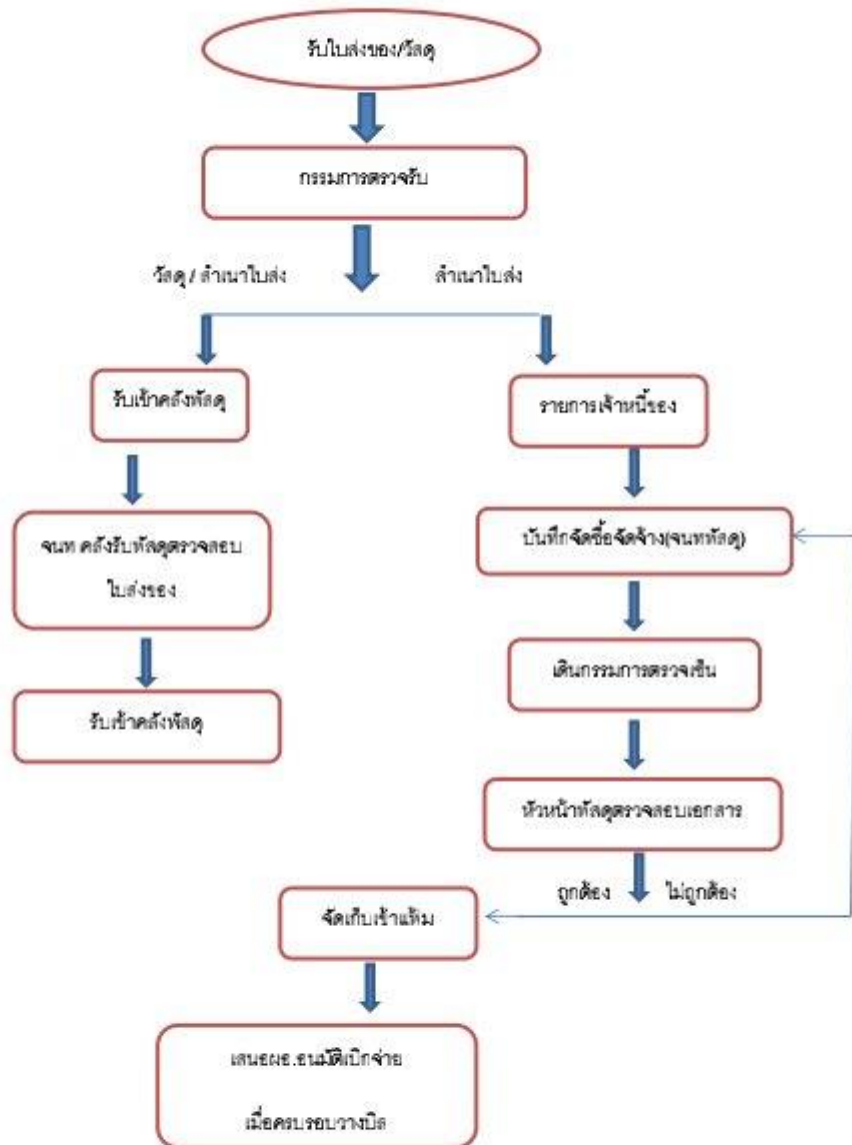 รับใบส่งของ/วัสดุ
กรรมการตรวจรับ
วัสดุ / สำเนาใบส่ง
สำเนาใบส่ง
รับเข้าคลังพัสดุ
รายการเจ้าหนี้ของ
จนท คลังรับพัสดุตรวจสอบ
ใบส่งของ
บันทึกจัดซื้อจัดจ้าง(จนทพัสดุ)
เดินกรรมการตรวจเซ็น
รับเข้าคลังพัสดุ
หัวหน้าพัสดุตรวจสอบเอกสาร
ถูกต้อง
ไม่ถูกต้อง
จัดเก็บเข้าแฟ้ม
เสนอผอ.อนมัติเบิกจ่าย
เมื่อครบรอบวางบิล